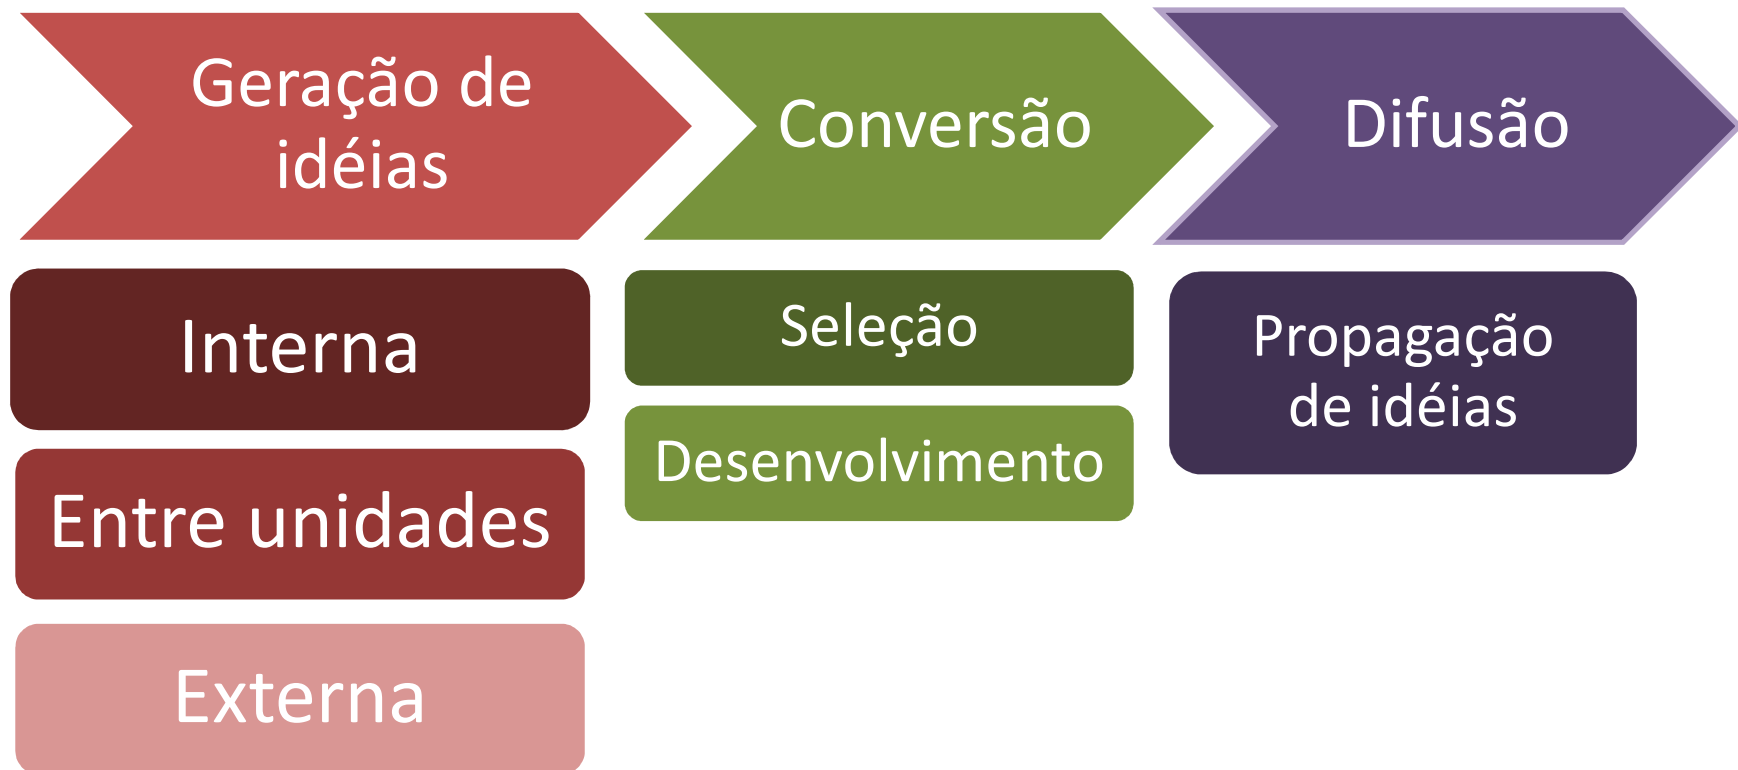 Geração de
idéias
Interna
Entre unidades
Externa
Conversão
Seleção
Desenvolvimento
Difusão
Propagação
de idéias